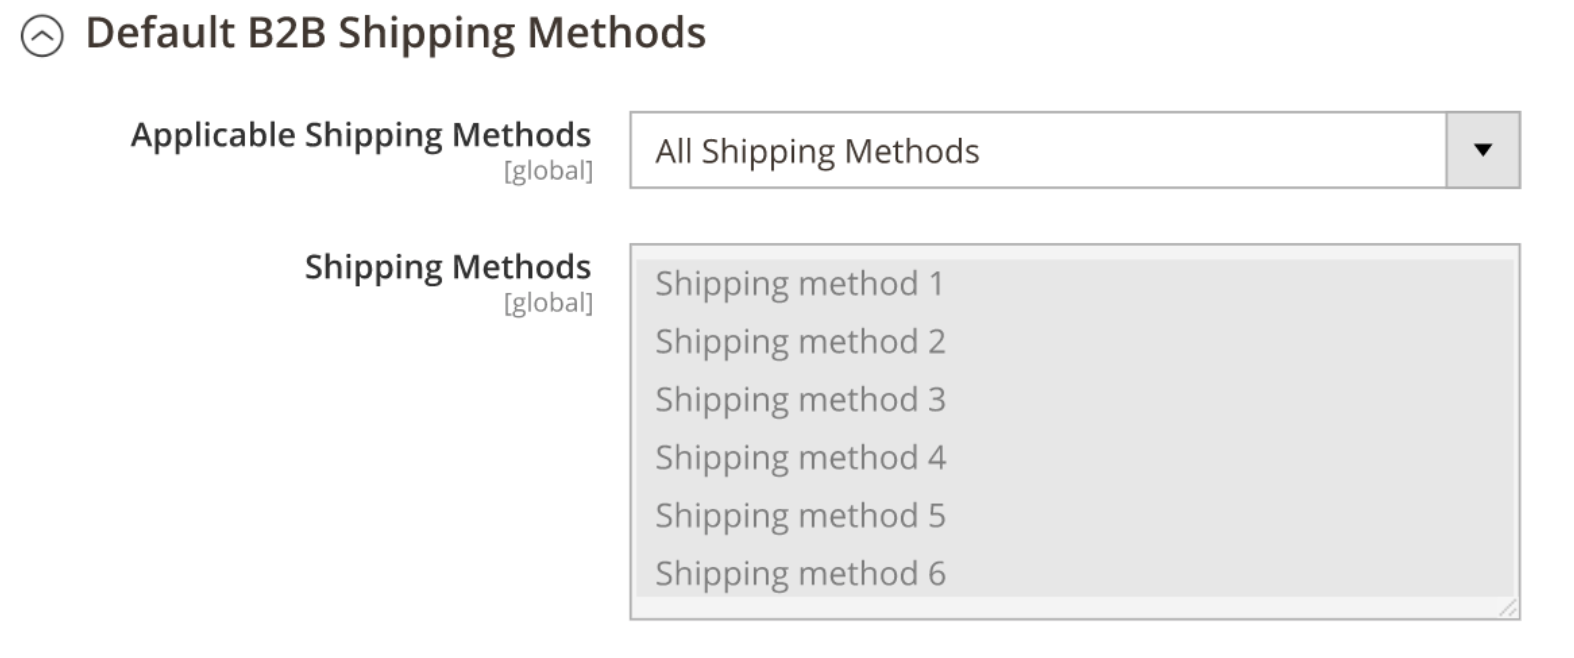 Default B2B Shipping Methods
Applicable Shipping Methods
[global]
All Shipping Methods
Shipping Methods
[global]
Shipping method 1
Shipping method 2
Shipping method 3
Shipping method 4
Shipping method 5
Shipping method 6